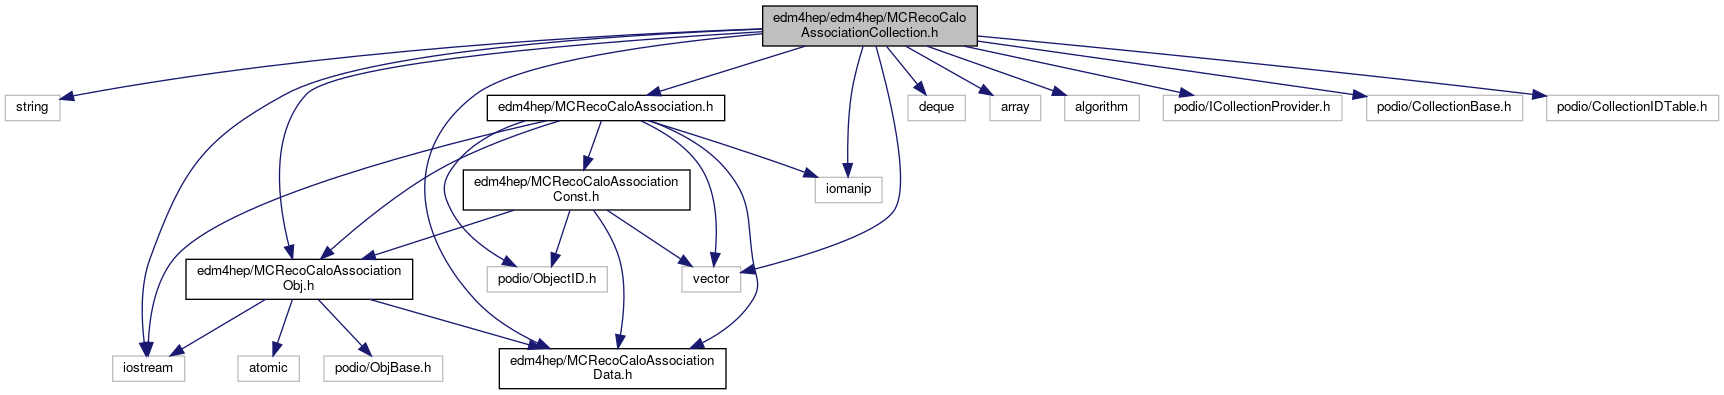 edm4hep/edm4hep/MCRecoCalo
AssociationCollection.h
string
edm4hep/MCRecoCaloAssociation.h
deque
array
algorithm
podio/ICollectionProvider.h
podio/CollectionBase.h
podio/CollectionIDTable.h
edm4hep/MCRecoCaloAssociation
Const.h
iomanip
edm4hep/MCRecoCaloAssociation
Obj.h
podio/ObjectID.h
vector
iostream
atomic
podio/ObjBase.h
edm4hep/MCRecoCaloAssociation
Data.h